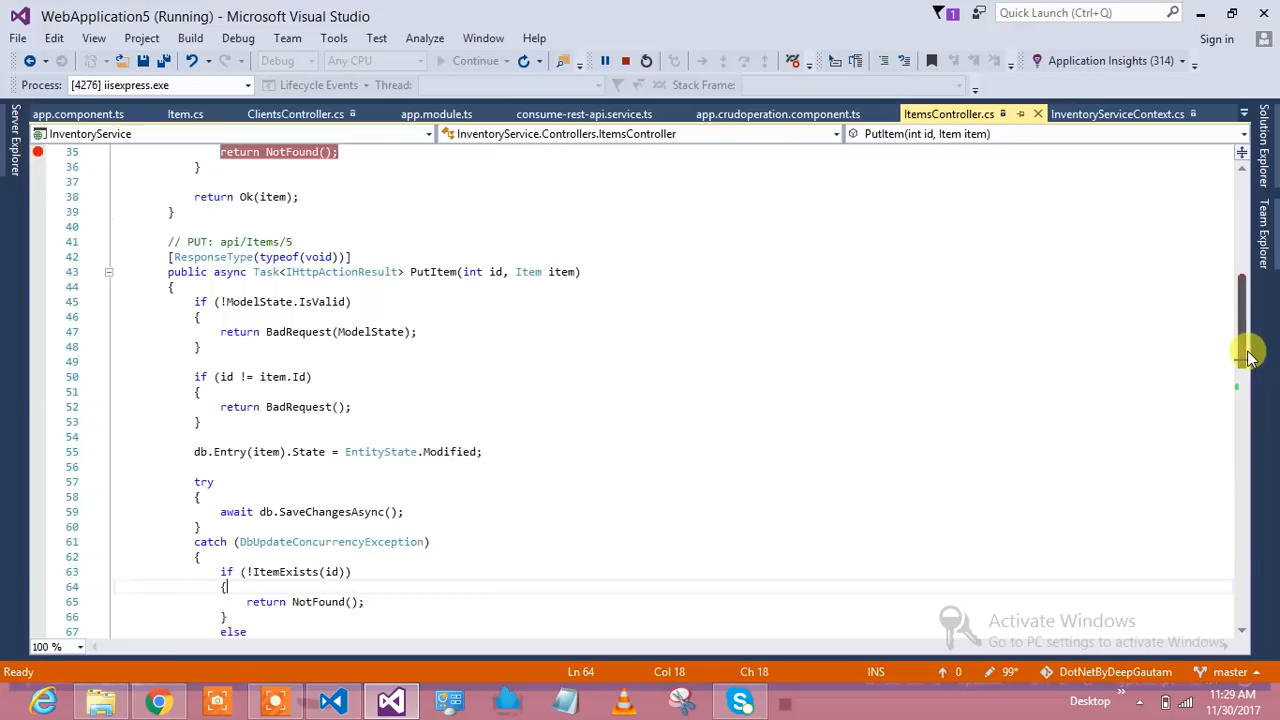 WebApplication5 (Running) - Microsoft Visual Studio
1
Quick Launch (Ctrl+Q)
File Edit View Project Build Debug Team Tools Test Analyze Window Help
Sign in
Debug Any CPU Continue Application Insights (314)
Process: [4276] iisexpress.exe Lifecycle Events Thread: Stack Frame:
app.component.ts Item.cs ClientsController.cs app.module.ts consume-rest-api.service.ts app.crudoperation.component.ts ItemsController.cs InventoryServiceContext.cs
InventoryService InventoryService.Controllers.ItemsController PutItem(int id, Item item)
Server Explorer
Solution Explorer
Team Explorer
35 return NotFound();
36 }
37
38 return Ok(item);
39 }
40
41 // PUT: api/Items/5
42 [ResponseType(typeof(void))]
43 public async Task<IHttpActionResult> PutItem(int id, Item item)
44 {
45 if (!ModelState.IsValid)
46 {
47 return BadRequest(ModelState);
48 }
49
50 if (id != item.Id)
51 {
52 return BadRequest();
53 }
54
55 db.Entry(item).State = EntityState.Modified;
56
57 try
58 {
59 await db.SaveChangesAsync();
60 }
61 catch (DbUpdateConcurrencyException)
62 {
63 if (!ItemExists(id))
64 {
65 return NotFound();
66 }
67 else
Activate Windows
Go to PC settings to activate Windows.
100 %
Ready Ln 64 Col 18 Ch 18 INS 0 99* DotNetByDeepGautam master
Desktop
11:29 AM
11/30/2017